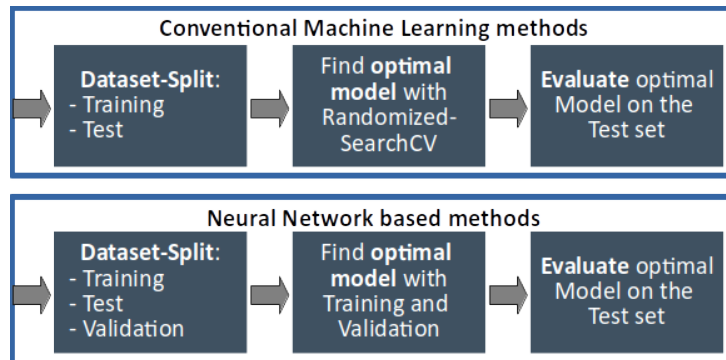 Conventional Machine Learning methods
Dataset-Split:
- Training
- Test
Find optimal
model with
Randomized-
SearchCV
Evaluate optimal
Model on the
Test set
Neural Network based methods
Dataset-Split:
- Training
- Test
- Validation
Find optimal
model with
Training and
Validation
Evaluate optimal
Model on the
Test set